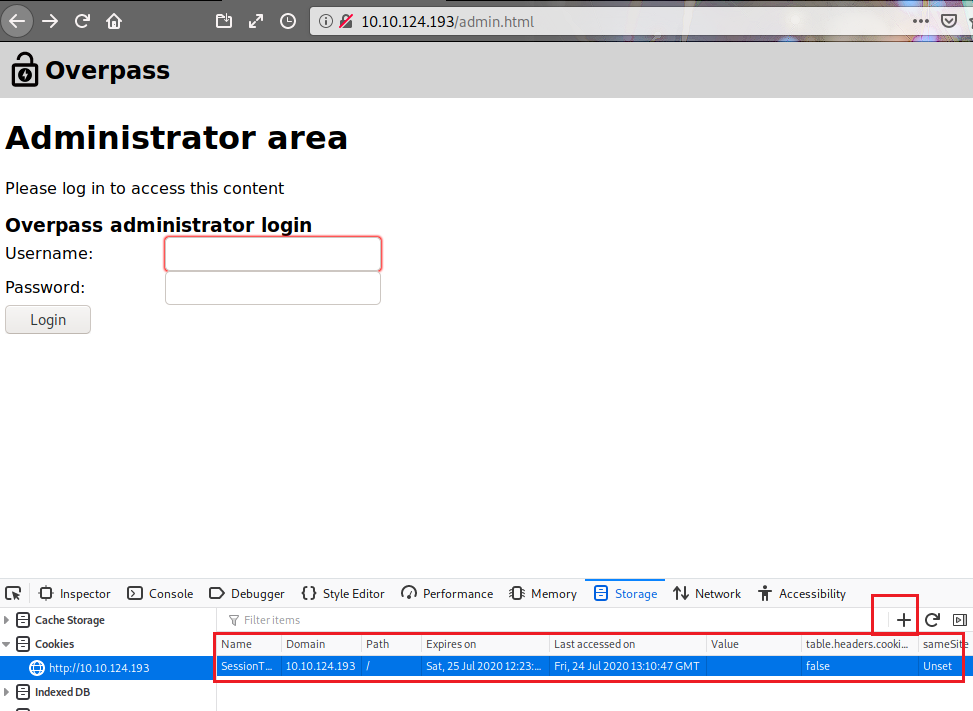 10.10.124.193/admin.html
Overpass
Administrator area
Please log in to access this content
Overpass administrator login
Username:
Password:
Login
Inspector Console Debugger {} Style Editor Performance Memory Storage Network Accessibility
Cache Storage
Filter items
Cookies
Name Domain Path Expires on Last accessed on Value table.headers.cooki... sameSite
http://10.10.124.193
SessionT... 10.10.124.193 / Sat, 25 Jul 2020 12:23:... Fri, 24 Jul 2020 13:10:47 GMT false Unset
Indexed DB